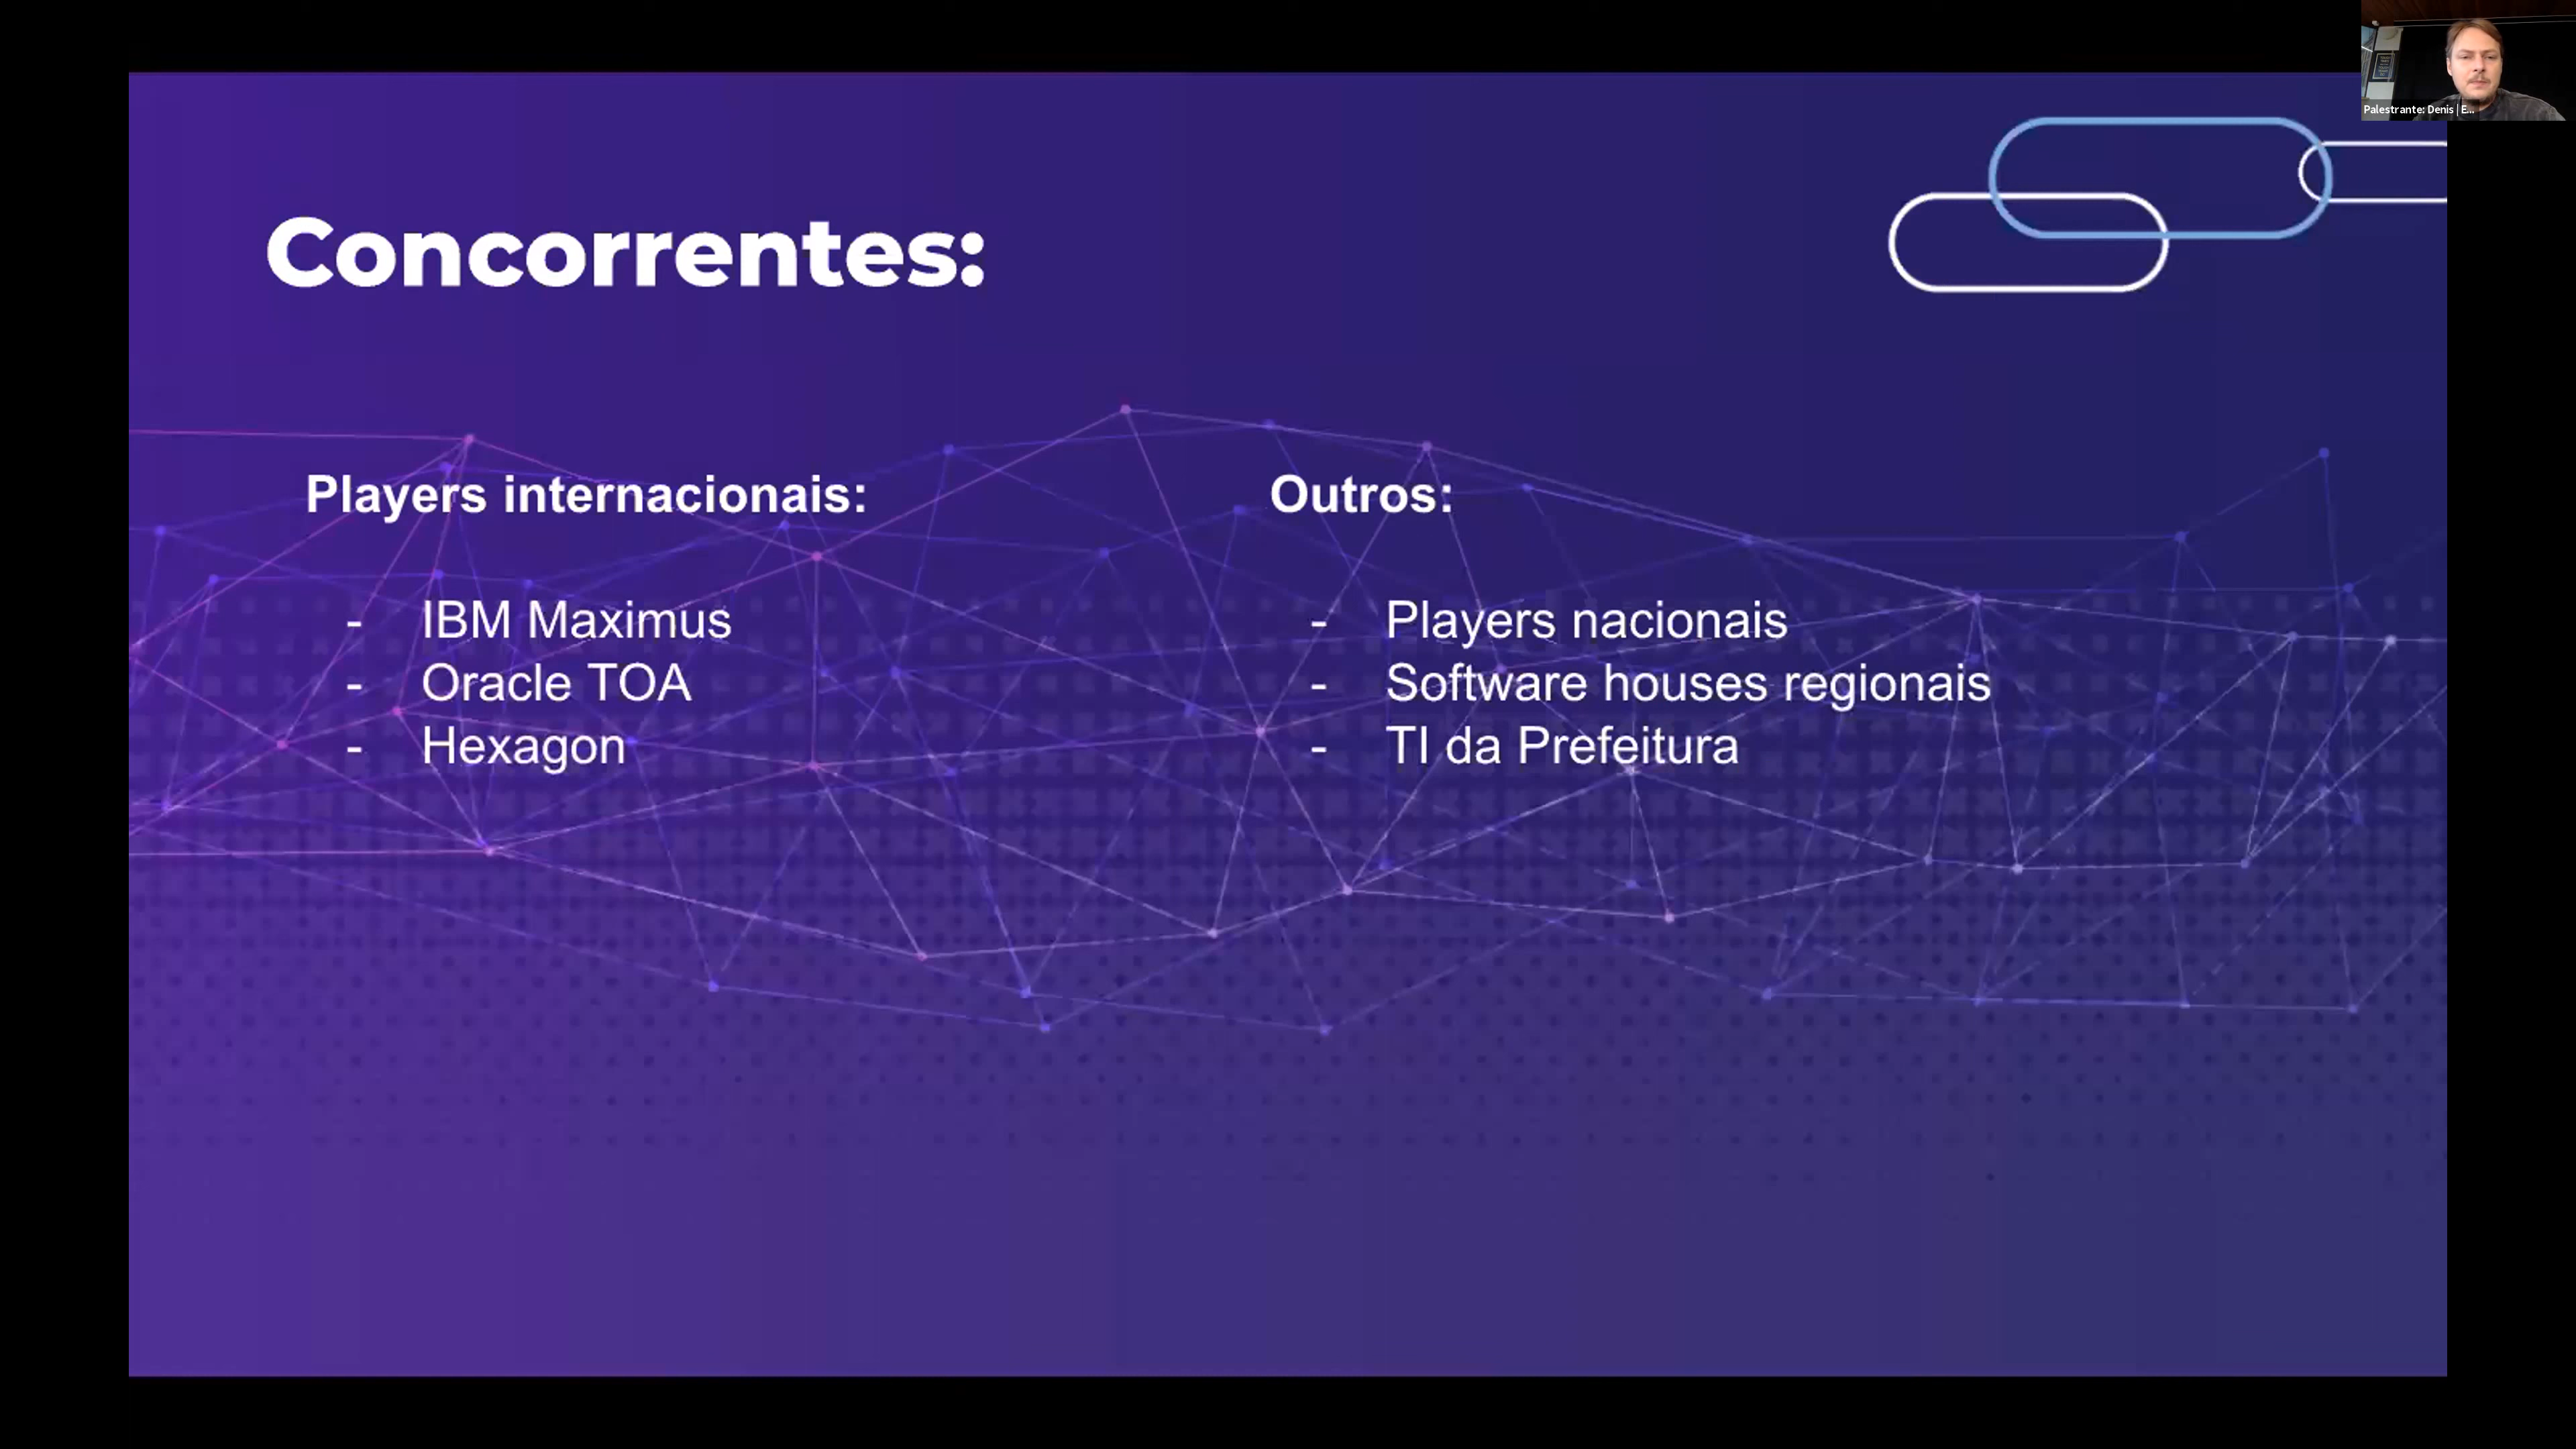 Palestrante: Denis | E...
Concorrentes:
Players internacionais:
- IBM Maximus
- Oracle TOA
- Hexagon
Outros:
- Players nacionais
- Software houses regionais
- TI da Prefeitura